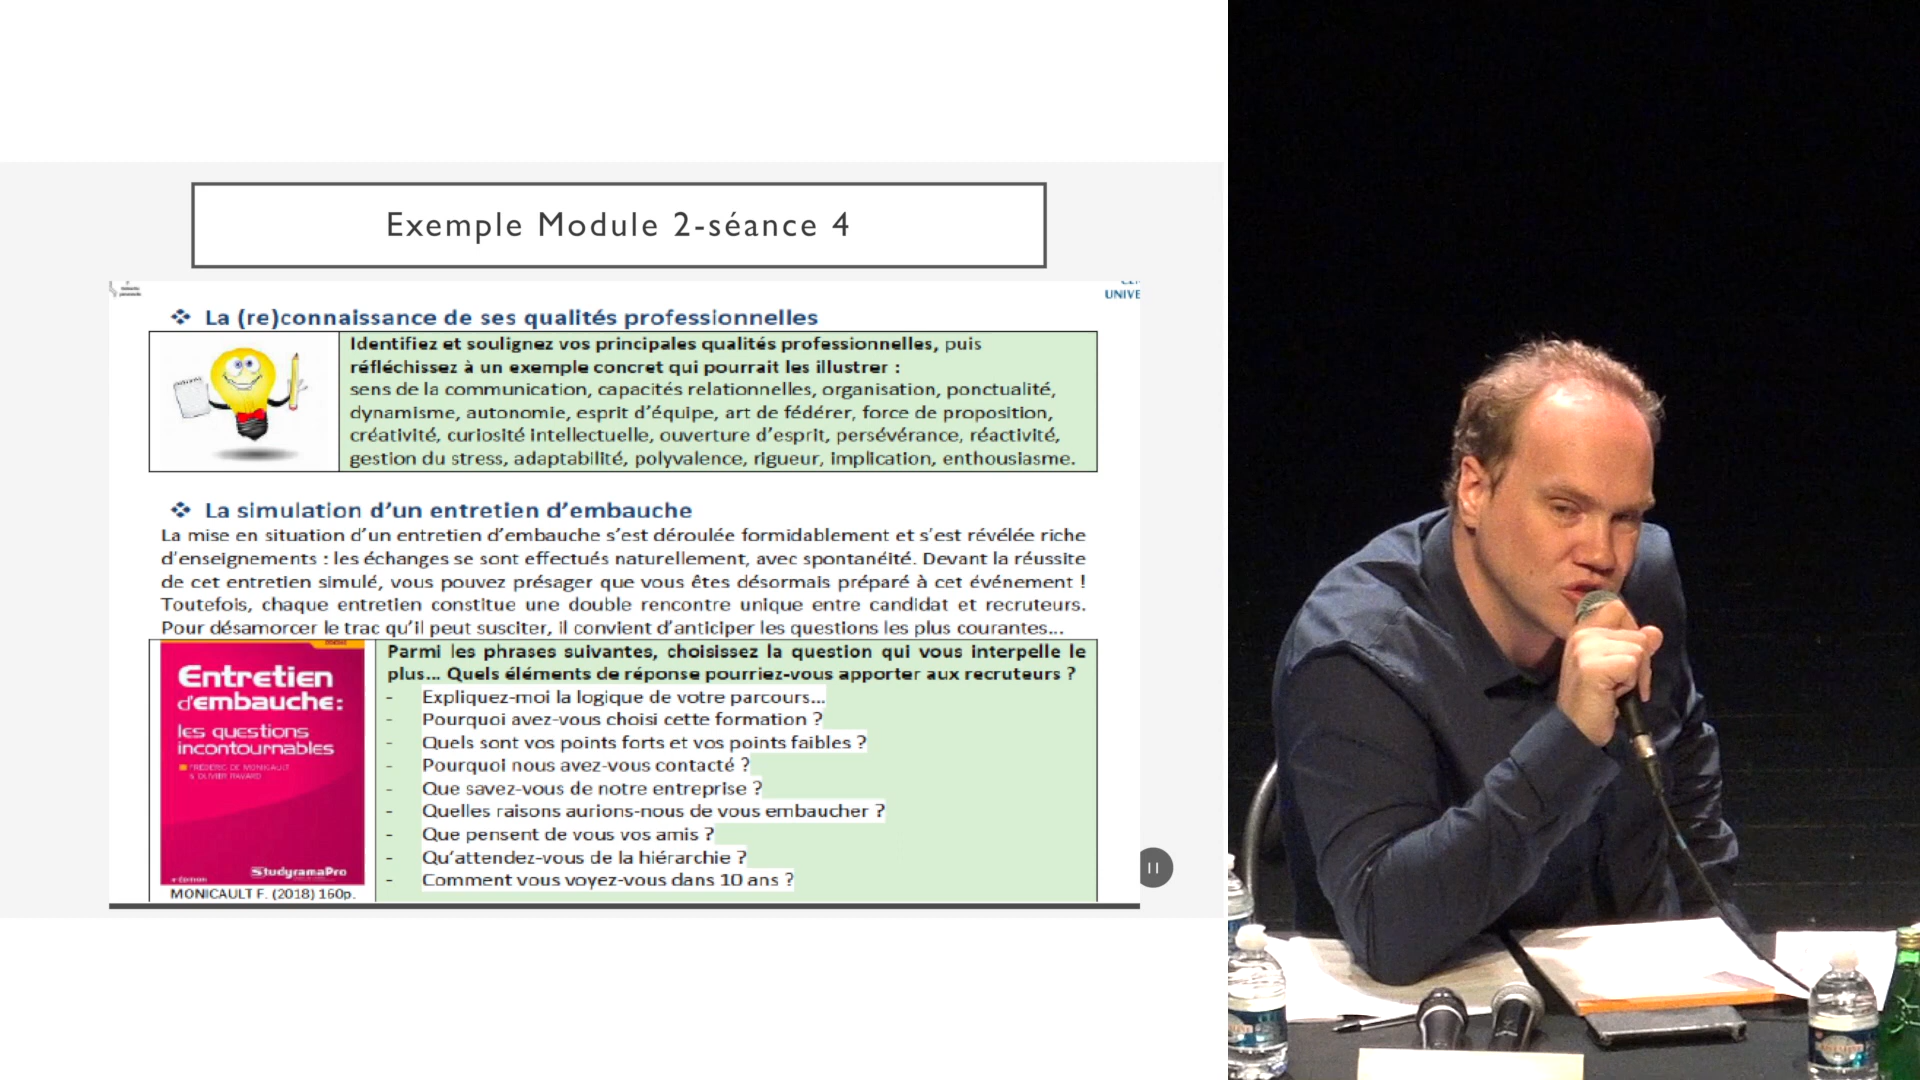 Exemple Module 2-séance 4
UNIVE
❖ La (re)connaissance de ses qualités professionnelles
Identifiez et soulignez vos principales qualités professionnelles, puis
réfléchissez à un exemple concret qui pourrait les illustrer :
sens de la communication, capacités relationnelles, organisation, ponctualité,
dynamisme, autonomie, esprit d'équipe, art de fédérer, force de proposition,
créativité, curiosité intellectuelle, ouverture d'esprit, persévérance, réactivité,
gestion du stress, adaptabilité, polyvalence, rigueur, implication, enthousiasme.
❖ La simulation d'un entretien d'embauche
La mise en situation d'un entretien d'embauche s'est déroulée formidablement et s'est révélée riche
d'enseignements : les échanges se sont effectués naturellement, avec spontanéité. Devant la réussite
de cet entretien simulé, vous pouvez présager que vous êtes désormais préparé à cet événement !
Toutefois, chaque entretien constitue une double rencontre unique entre candidat et recruteurs.
Pour désamorcer le trac qu'il peut susciter, il convient d'anticiper les questions les plus courantes...
Entretien
d'embauche:
les questions
incontournables
FRÉDÉRIC DE MONICAULT
& OLIVIER RAVARD
4e ÉDITION
StudyramaPro
MONICAULT F. (2018) 160p.
Parmi les phrases suivantes, choisissez la question qui vous interpelle le
plus... Quels éléments de réponse pourriez-vous apporter aux recruteurs ?
- Expliquez-moi la logique de votre parcours...
- Pourquoi avez-vous choisi cette formation ?
- Quels sont vos points forts et vos points faibles ?
- Pourquoi nous avez-vous contacté ?
- Que savez-vous de notre entreprise ?
- Quelles raisons aurions-nous de vous embaucher ?
- Que pensent de vous vos amis ?
- Qu'attendez-vous de la hiérarchie ?
- Comment vous voyez-vous dans 10 ans ?